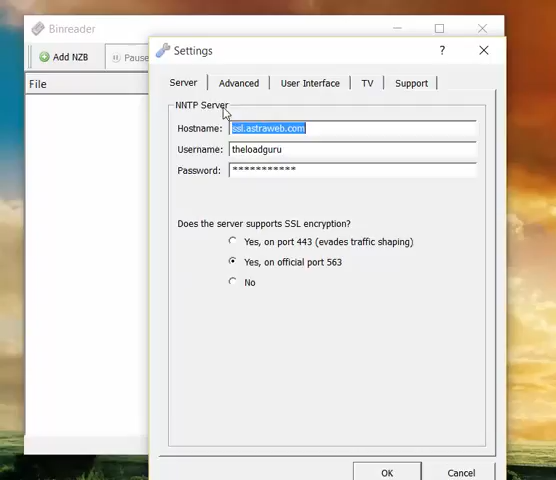 Binreader
Add NZB
Pause
File
Settings
?
Server
Advanced
User Interface
TV
Support
NNTP Server
Hostname:
ssl.astraweb.com
Username:
theloadguru
Password:
***********
Does the server supports SSL encryption?
Yes, on port 443 (evades traffic shaping)
Yes, on official port 563
No
OK
Cancel